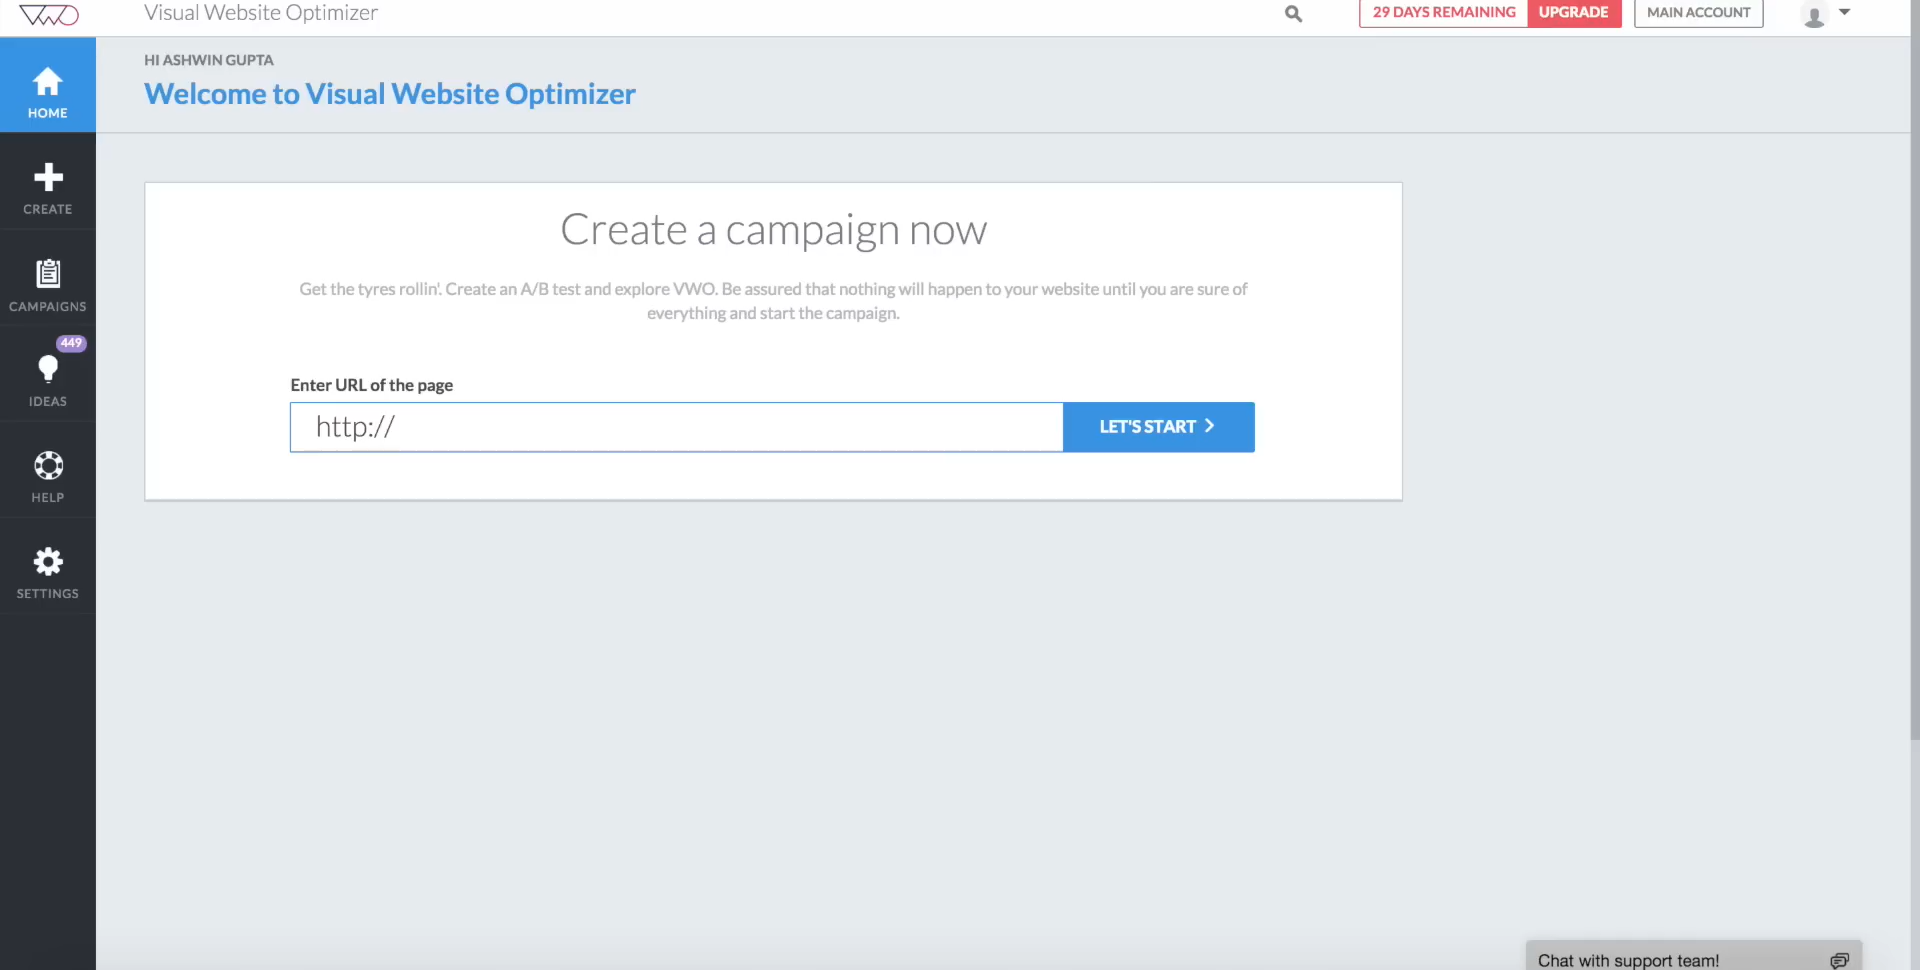 VWO
Visual Website Optimizer
29 DAYS REMAINING
UPGRADE
MAIN ACCOUNT
HI ASHWIN GUPTA
Welcome to Visual Website Optimizer
HOME
CREATE
CAMPAIGNS
449
IDEAS
HELP
SETTINGS
Create a campaign now
Get the tyres rollin'. Create an A/B test and explore VWO. Be assured that nothing will happen to your website until you are sure of
everything and start the campaign.
Enter URL of the page
http://
LET'S START
Chat with support team!